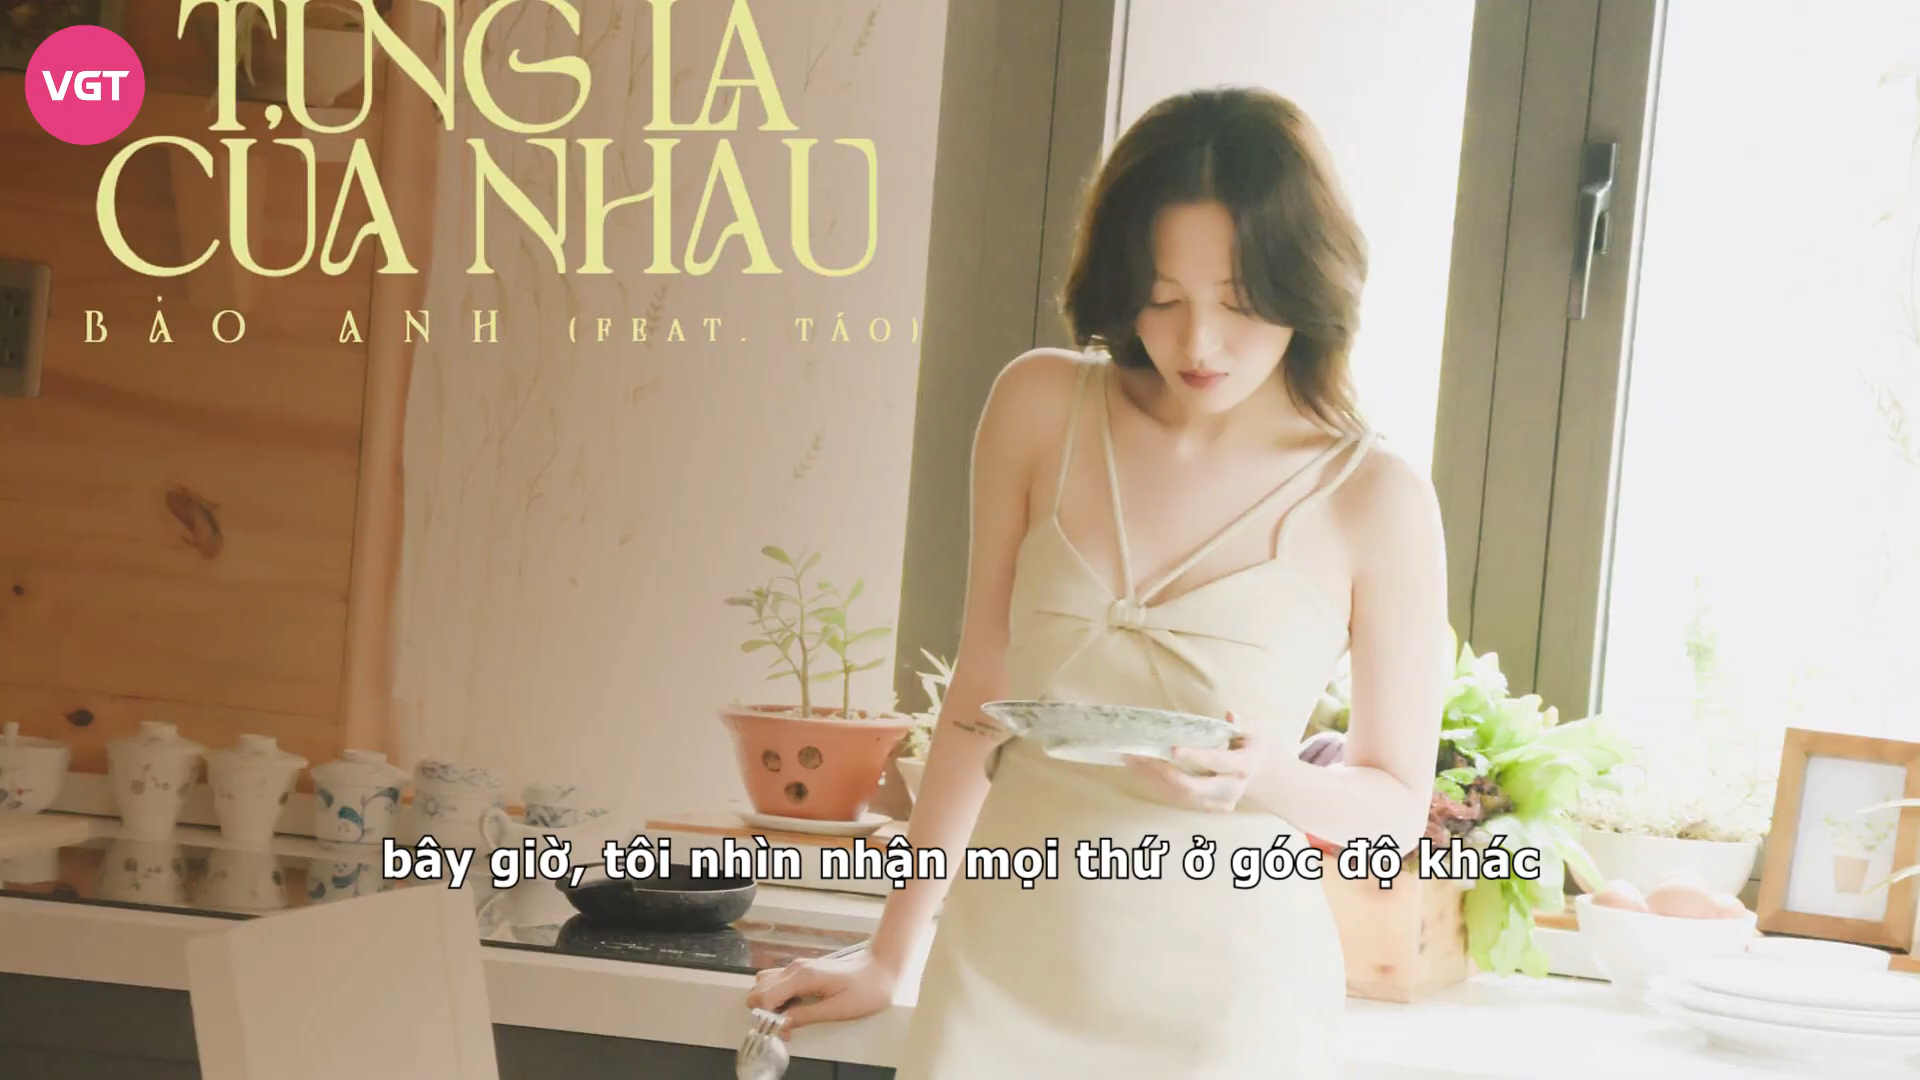 VGT
TỪNG LÀ
CỦA NHAU
BẢO ANH (FEAT. TÁO)
bây giờ, tôi nhìn nhận mọi thứ ở góc độ khác